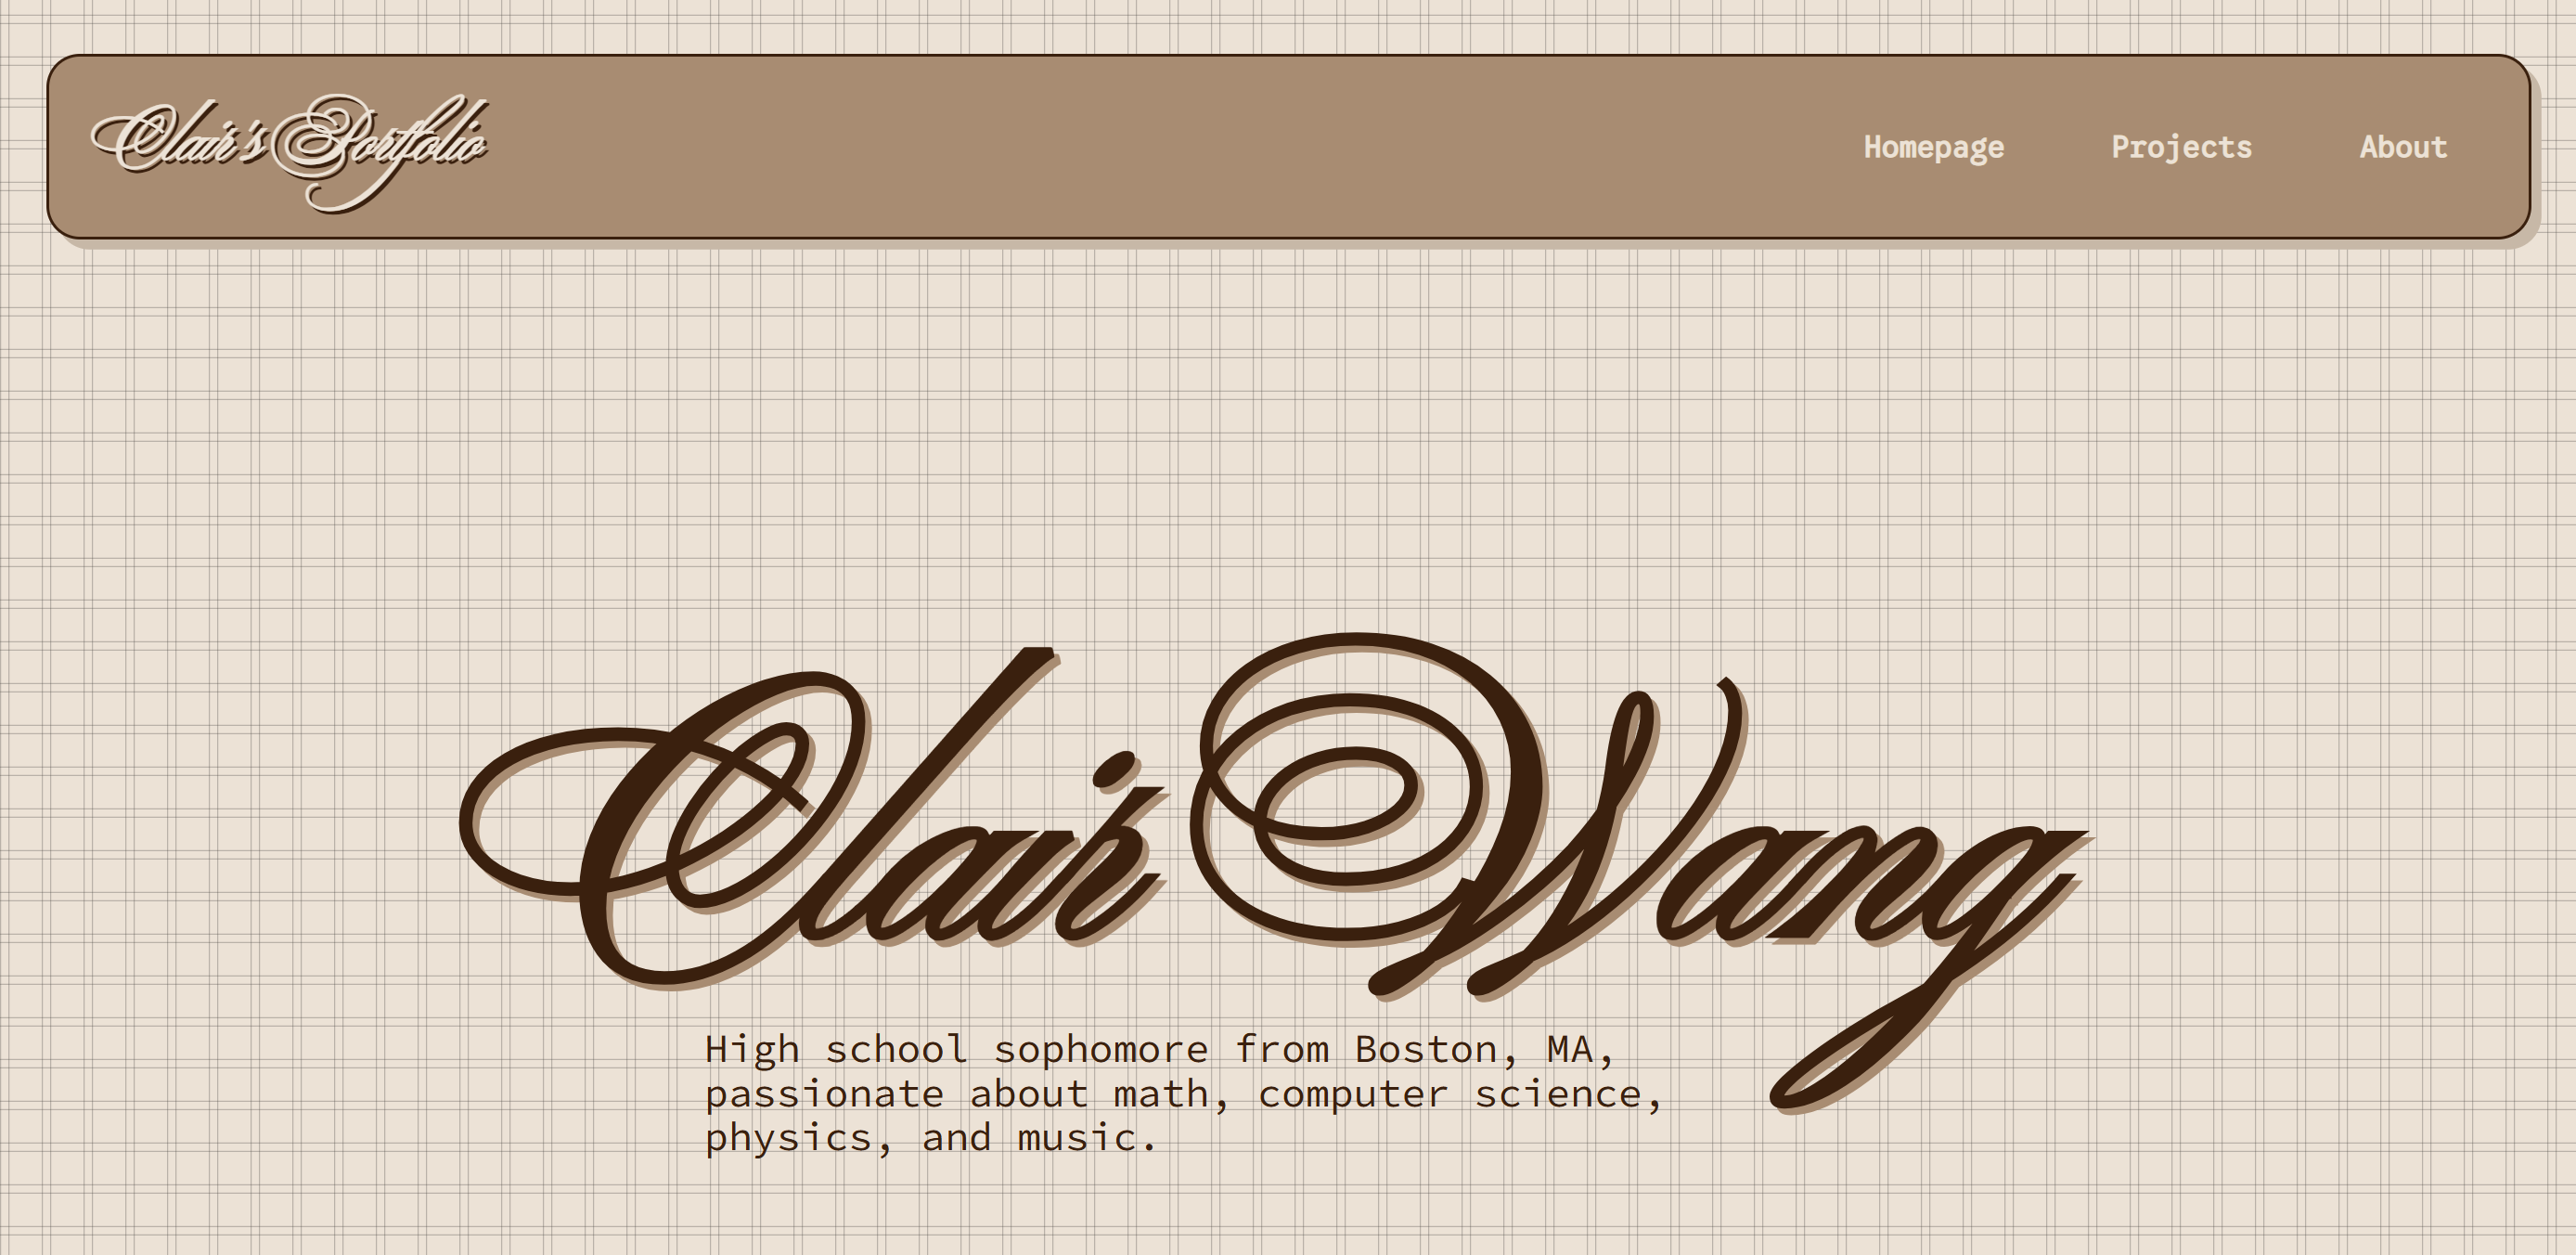 Clair's Portfolio
Homepage Projects About
Clair Wang
High school sophomore from Boston, MA,
passionate about math, computer science,
physics, and music.